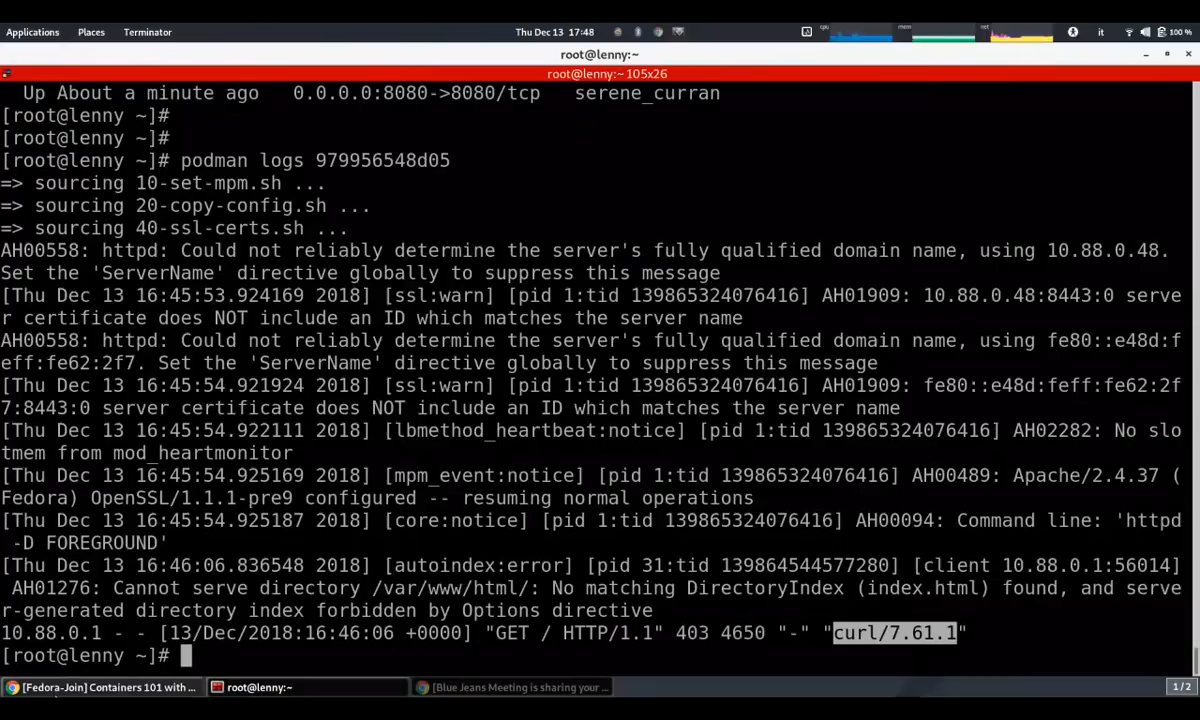 Applications Places Terminator Thu Dec 13 17:48 cpu mem net it 100 %
root@lenny:~
root@lenny:~ 105x26
Up About a minute ago 0.0.0.0:8080->8080/tcp serene_curran
[root@lenny ~]#
[root@lenny ~]#
[root@lenny ~]# podman logs 979956548d05
=> sourcing 10-set-mpm.sh ...
=> sourcing 20-copy-config.sh ...
=> sourcing 40-ssl-certs.sh ...
AH00558: httpd: Could not reliably determine the server's fully qualified domain name, using 10.88.0.48.
Set the 'ServerName' directive globally to suppress this message
[Thu Dec 13 16:45:53.924169 2018] [ssl:warn] [pid 1:tid 139865324076416] AH01909: 10.88.0.48:8443:0 serve
r certificate does NOT include an ID which matches the server name
AH00558: httpd: Could not reliably determine the server's fully qualified domain name, using fe80::e48d:f
eff:fe62:2f7. Set the 'ServerName' directive globally to suppress this message
[Thu Dec 13 16:45:54.921924 2018] [ssl:warn] [pid 1:tid 139865324076416] AH01909: fe80::e48d:feff:fe62:2f
7:8443:0 server certificate does NOT include an ID which matches the server name
[Thu Dec 13 16:45:54.922111 2018] [lbmethod_heartbeat:notice] [pid 1:tid 139865324076416] AH02282: No slo
tmem from mod_heartmonitor
[Thu Dec 13 16:45:54.925169 2018] [mpm_event:notice] [pid 1:tid 139865324076416] AH00489: Apache/2.4.37 (
Fedora) OpenSSL/1.1.1-pre9 configured -- resuming normal operations
[Thu Dec 13 16:45:54.925187 2018] [core:notice] [pid 1:tid 139865324076416] AH00094: Command line: 'httpd
-D FOREGROUND'
[Thu Dec 13 16:46:06.836548 2018] [autoindex:error] [pid 31:tid 139864544577280] [client 10.88.0.1:56014]
AH01276: Cannot serve directory /var/www/html/: No matching DirectoryIndex (index.html) found, and serve
r-generated directory index forbidden by Options directive
10.88.0.1 - - [13/Dec/2018:16:46:06 +0000] "GET / HTTP/1.1" 403 4650 "-" "curl/7.61.1"
[root@lenny ~]#
[Fedora-Join] Containers 101 with ... root@lenny:~ [Blue Jeans Meeting is sharing your ... 1/2